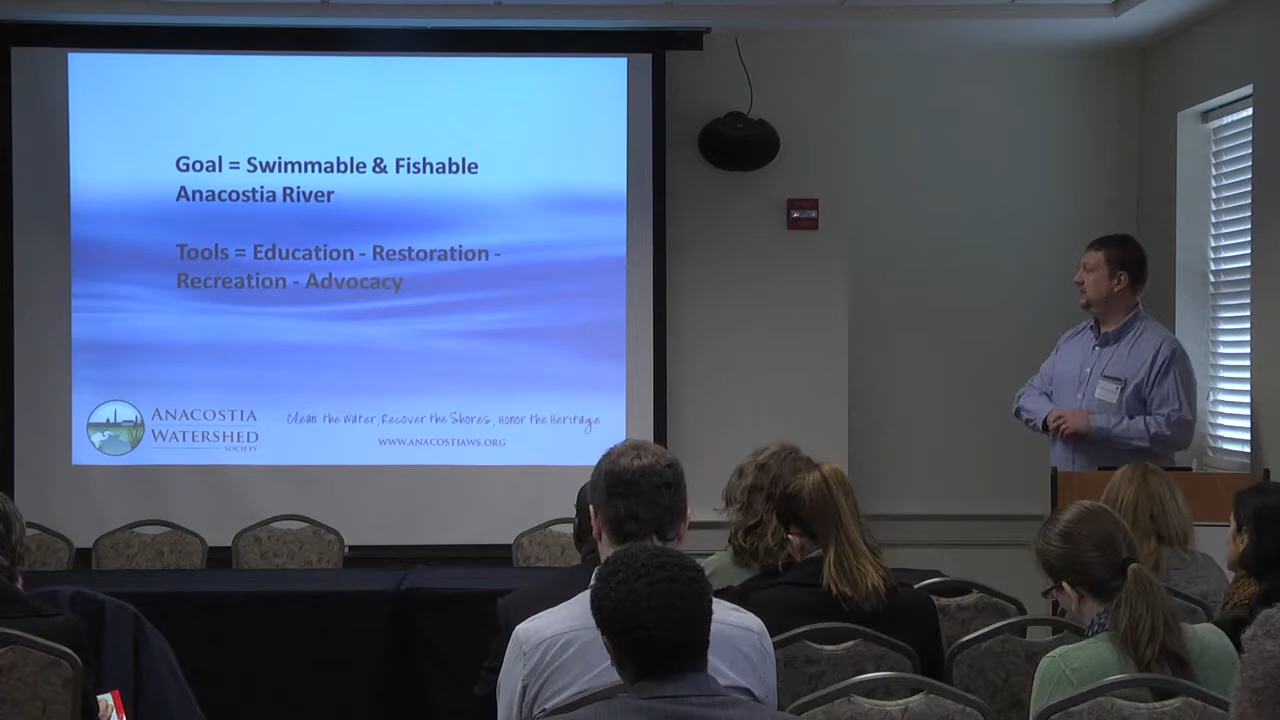 Goal = Swimmable & Fishable
Anacostia River
Tools = Education - Restoration -
Recreation - Advocacy
ANACOSTIA
WATERSHED
SOCIETY
Clean the Water, Recover the Shores, Honor the Heritage
WWW.ANACOSTIAWS.ORG